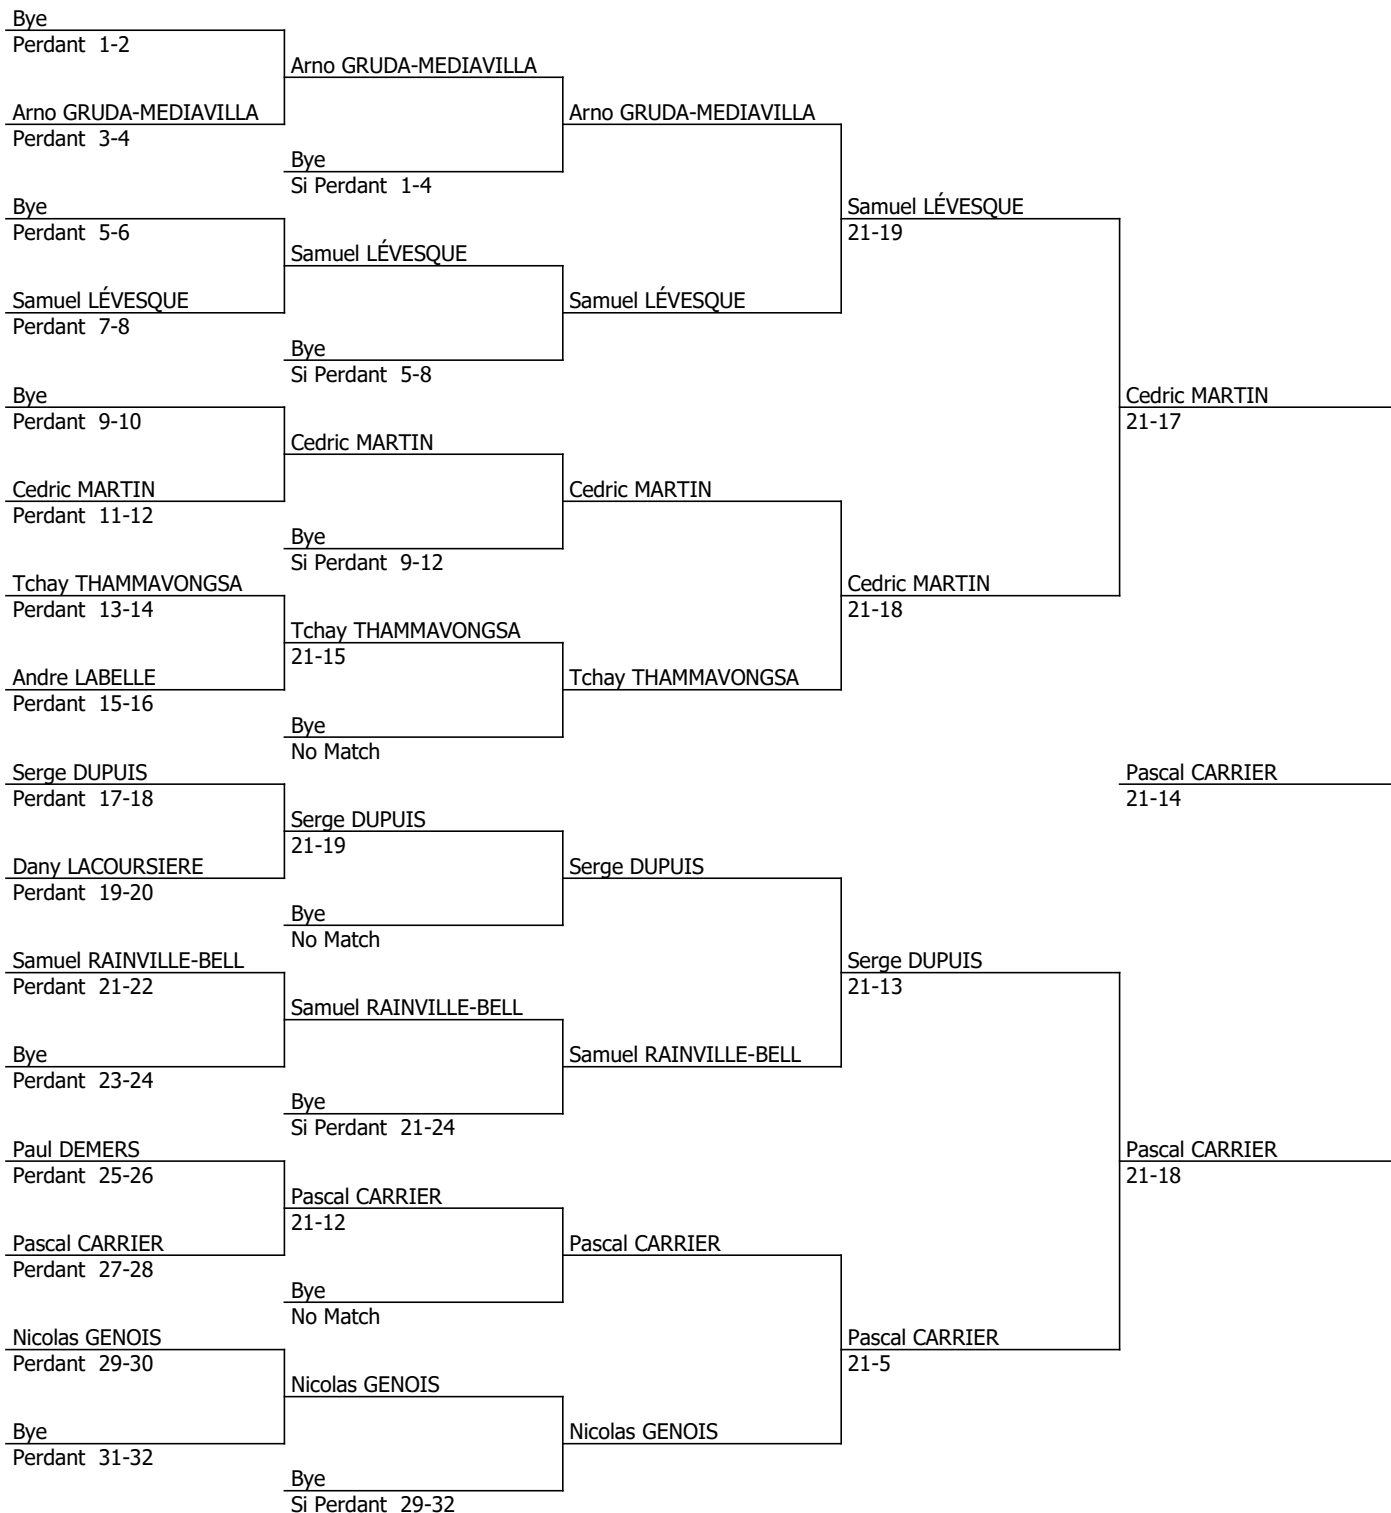 Bye
Perdant 1-2
Arno GRUDA-MEDIAVILLA
Perdant 3-4
Bye
Perdant 5-6
Samuel LÉVESQUE
Perdant 7-8
Bye
Perdant 9-10
Cedric MARTIN
Perdant 11-12
Tchay THAMMAVONGSA
Perdant 13-14
Andre LABELLE
Perdant 15-16
Serge DUPUIS
Perdant 17-18
Dany LACOURSIERE
Perdant 19-20
Samuel RAINVILLE-BELL
Perdant 21-22
Bye
Perdant 23-24
Paul DEMERS
Perdant 25-26
Pascal CARRIER
Perdant 27-28
Nicolas GENOIS
Perdant 29-30
Bye
Perdant 31-32
Arno GRUDA-MEDIAVILLA
Bye
Si Perdant 1-4
Samuel LÉVESQUE
Bye
Si Perdant 5-8
Cedric MARTIN
Bye
Si Perdant 9-12
Tchay THAMMAVONGSA
21-15
Bye
No Match
Serge DUPUIS
21-19
Bye
No Match
Samuel RAINVILLE-BELL
Bye
Si Perdant 21-24
Pascal CARRIER
21-12
Bye
No Match
Nicolas GENOIS
Bye
Si Perdant 29-32
Arno GRUDA-MEDIAVILLA
Samuel LÉVESQUE
Cedric MARTIN
Tchay THAMMAVONGSA
Serge DUPUIS
Samuel RAINVILLE-BELL
Pascal CARRIER
Nicolas GENOIS
Samuel LÉVESQUE
21-19
Cedric MARTIN
21-18
Serge DUPUIS
21-13
Pascal CARRIER
21-5
Cedric MARTIN
21-17
Pascal CARRIER
21-14
Pascal CARRIER
21-18